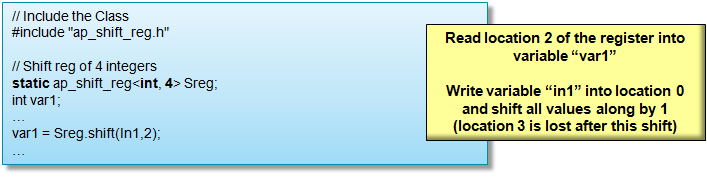 // Include the Class
#include "ap_shift_reg.h"
// Shift reg of 4 integers
static ap_shift_reg<int, 4> Sreg;
int var1;
…
var1 = Sreg.shift(In1,2);
…
Read location 2 of the register into
variable “var1”
Write variable “in1” into location 0
and shift all values along by 1
(location 3 is lost after this shift)